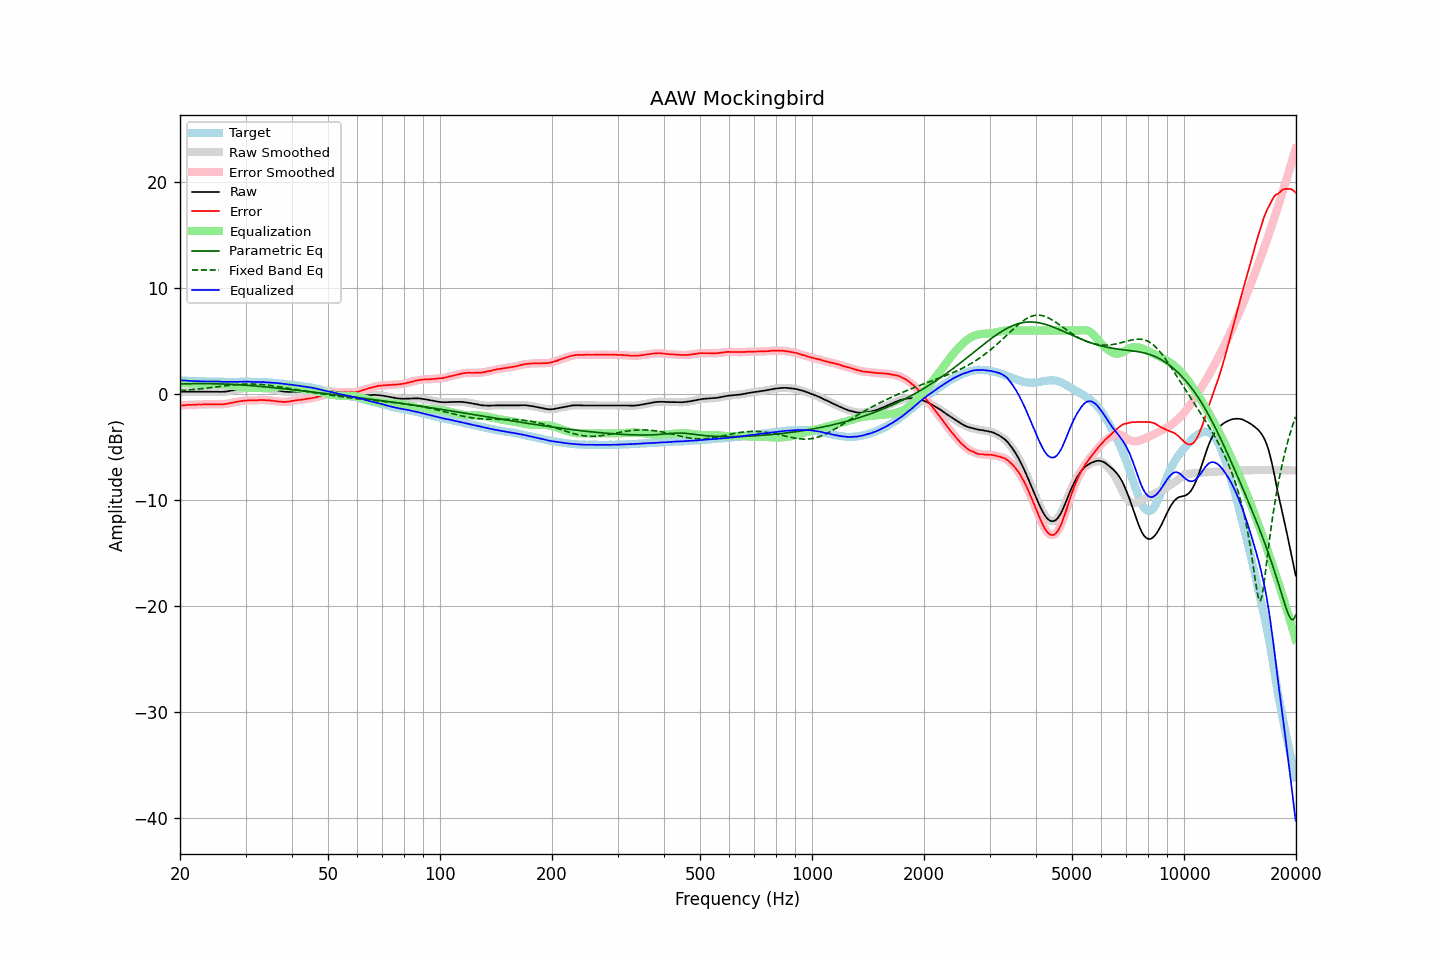 AAW Mockingbird
Target
Raw Smoothed
Error Smoothed
Raw
Error
Equalization
Parametric Eq
Fixed Band Eq
Equalized
20
10
0
−10
−20
−30
−40
Amplitude (dBr)
20 50 100 200 500 1000 2000 5000 10000 20000
Frequency (Hz)